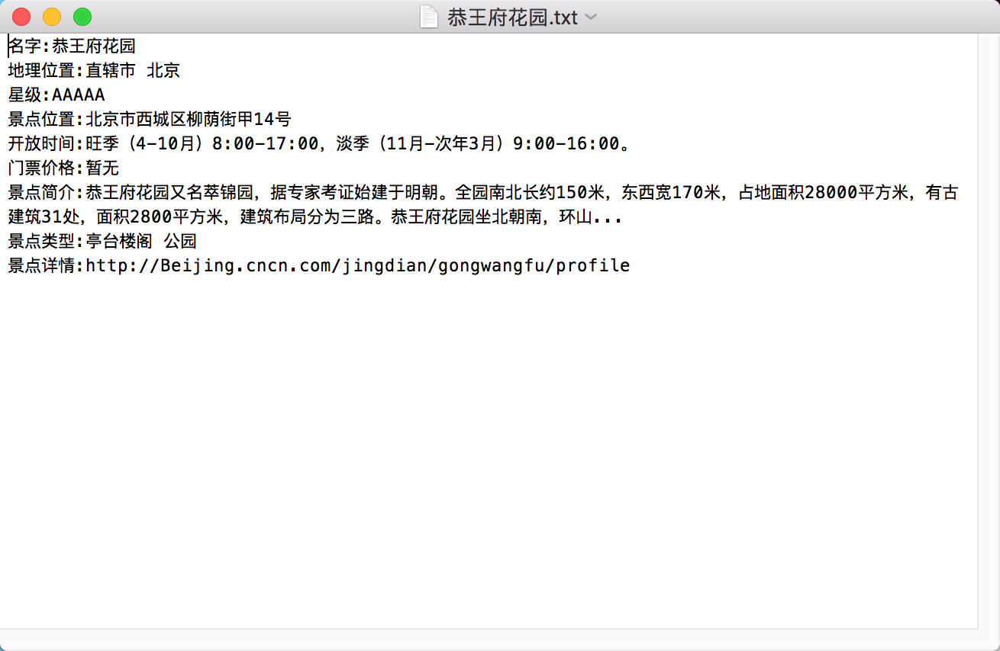 恭王府花园.txt
名字:恭王府花园
地理位置:直辖市 北京
星级:AAAAA
景点位置:北京市西城区柳荫街甲14号
开放时间:旺季（4-10月）8:00-17:00，淡季（11月-次年3月）9:00-16:00。
门票价格:暂无
景点简介:恭王府花园又名萃锦园，据专家考证始建于明朝。全园南北长约150米，东西宽170米，占地面积28000平方米，有古
建筑31处，面积2800平方米，建筑布局分为三路。恭王府花园坐北朝南，环山...
景点类型:亭台楼阁 公园
景点详情:http://Beijing.cncn.com/jingdian/gongwangfu/profile